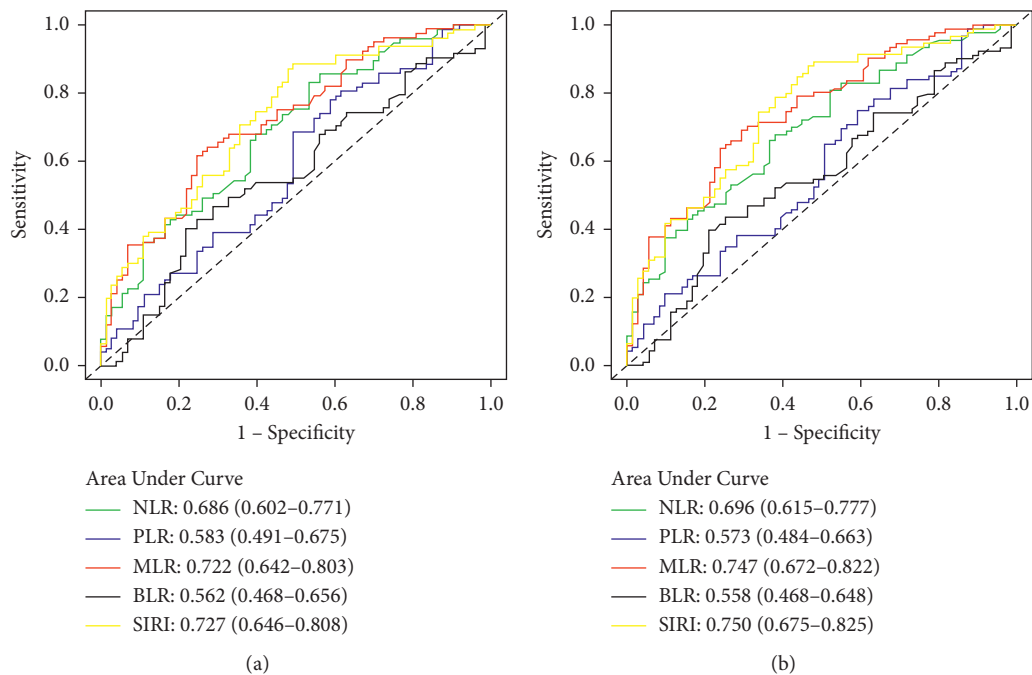 1.0
0.8
0.6
0.4
0.2
0.0
Sensitivity
0.0 0.2 0.4 0.6 0.8 1.0
1 – Specificity
Area Under Curve
NLR: 0.686 (0.602–0.771)
PLR: 0.583 (0.491–0.675)
MLR: 0.722 (0.642–0.803)
BLR: 0.562 (0.468–0.656)
SIRI: 0.727 (0.646–0.808)
(a)
1.0
0.8
0.6
0.4
0.2
0.0
Sensitivity
0.0 0.2 0.4 0.6 0.8 1.0
1 – Specificity
Area Under Curve
NLR: 0.696 (0.615–0.777)
PLR: 0.573 (0.484–0.663)
MLR: 0.747 (0.672–0.822)
BLR: 0.558 (0.468–0.648)
SIRI: 0.750 (0.675–0.825)
(b)